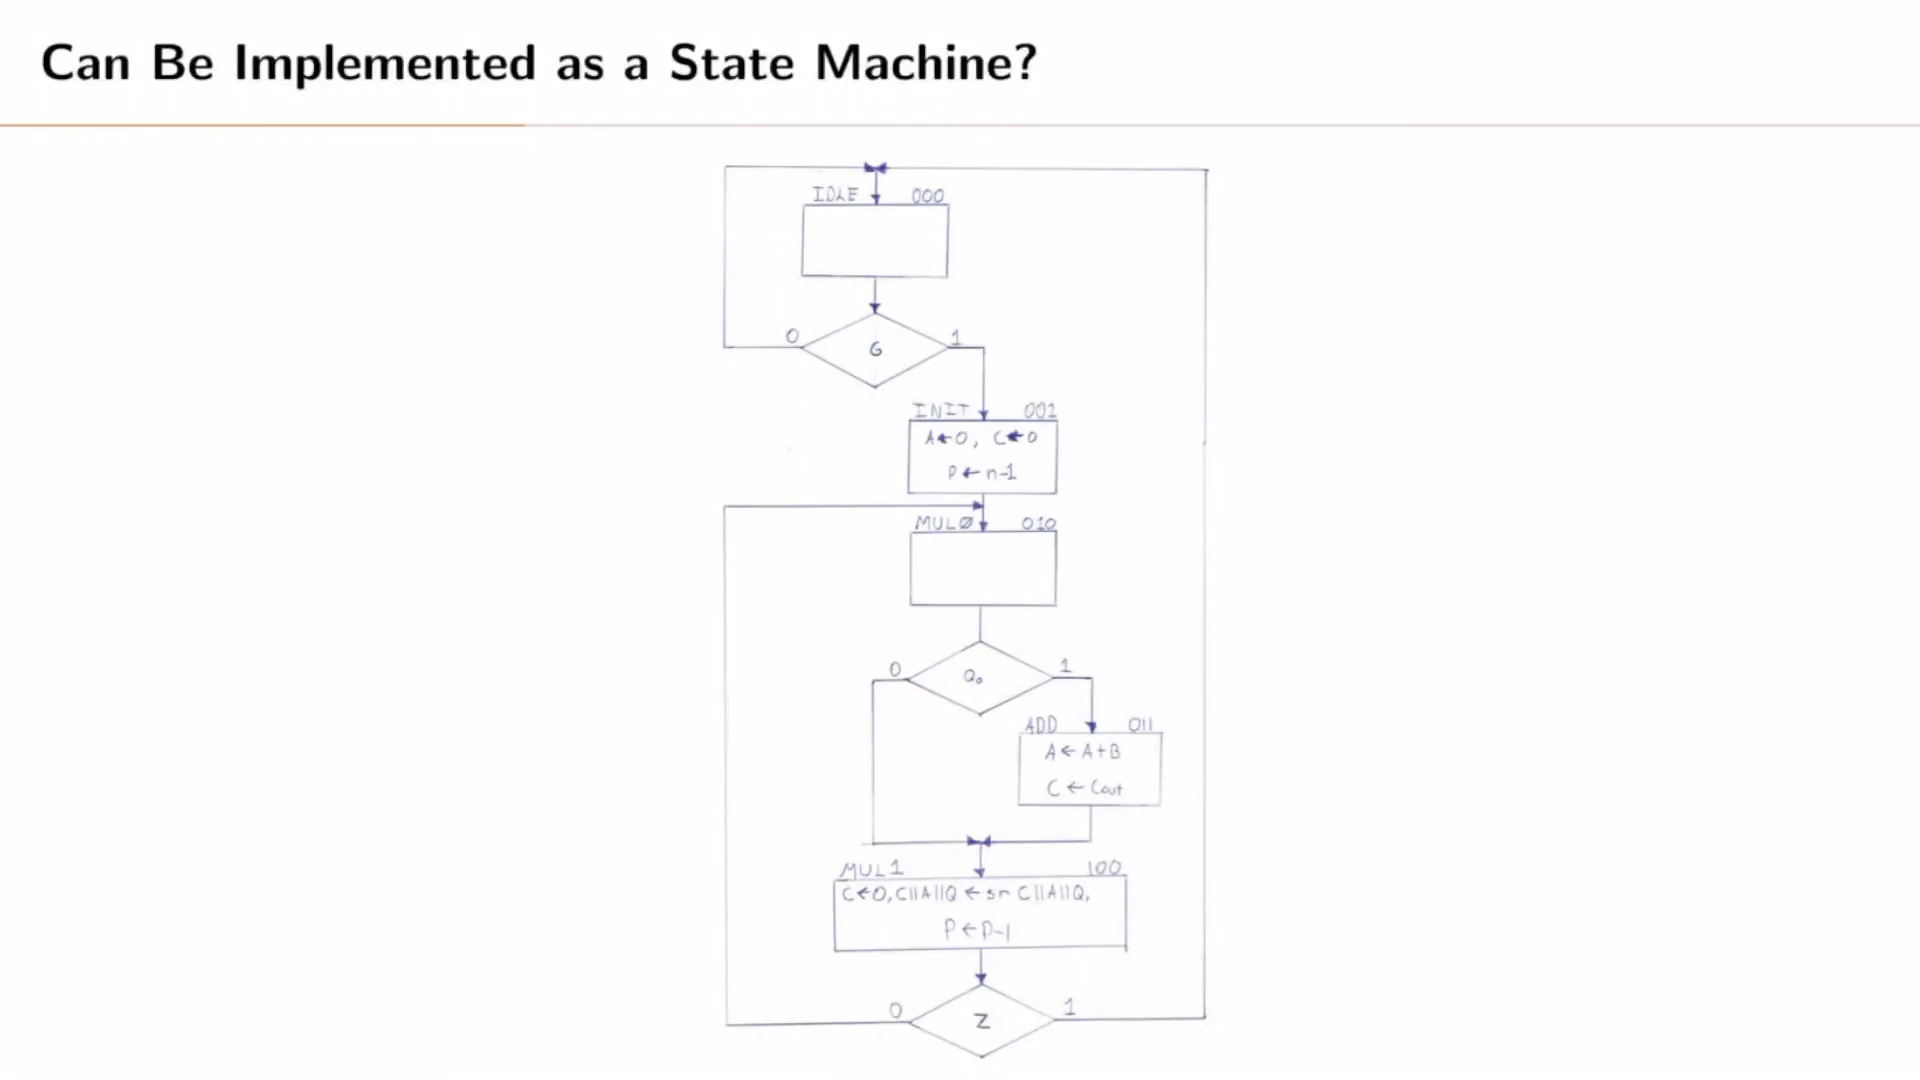 Can Be Implemented as a State Machine?
IDLE 000
0 G 1
INIT 001
A←0, C←0
P←n-1
MULØ 010
0 Q₀ 1
ADD 011
A←A+B
C←Cout
MUL1 100
C←0, C||A||Q ← sr C||A||Q,
P←P-1
0 Z 1